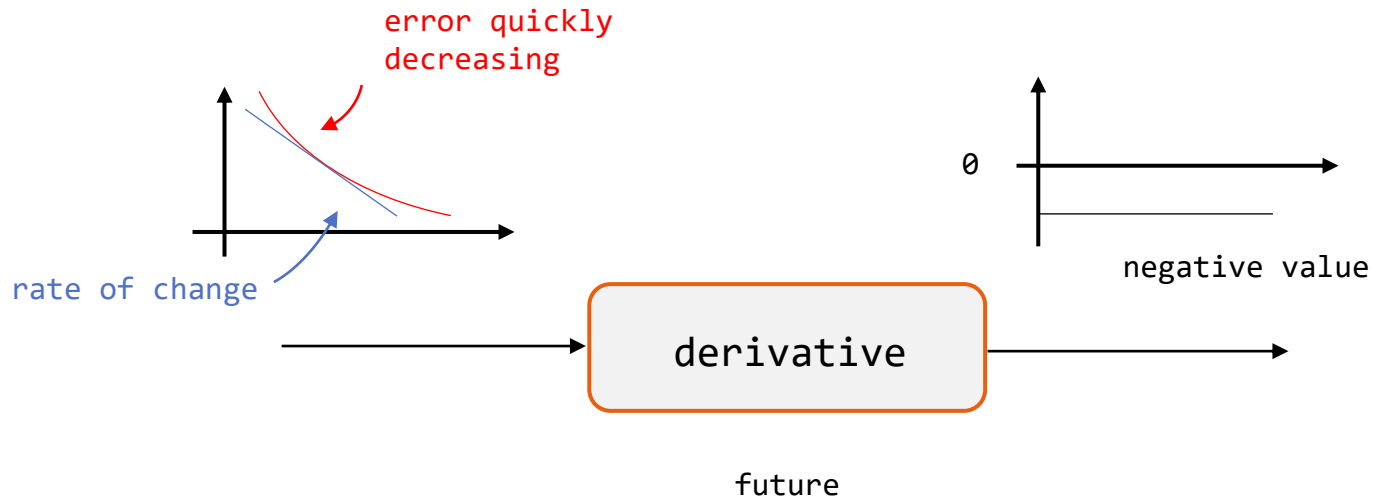 error quickly
decreasing
0
negative value
rate of change
derivative
future